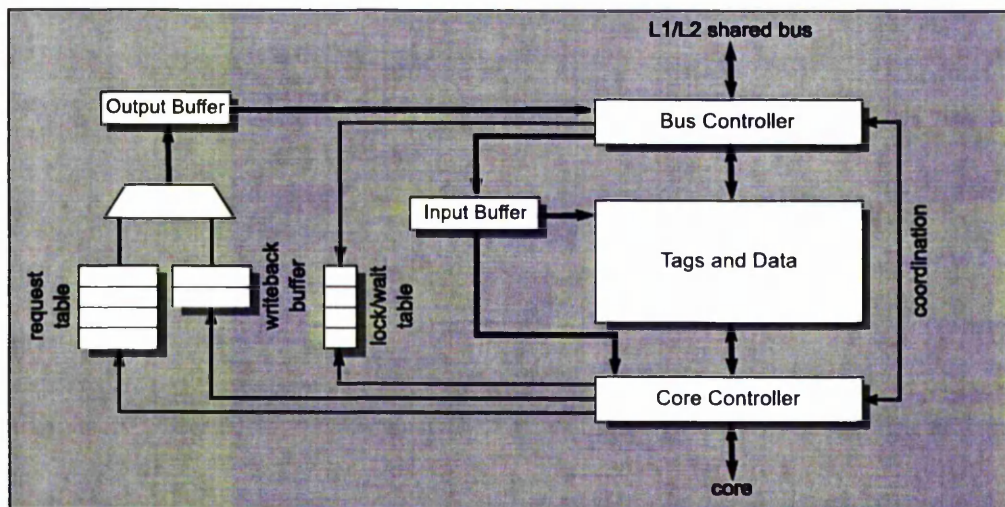 L1/L2 shared bus
Output Buffer
Bus Controller
Input Buffer
Tags and Data
coordination
request
table
writeback
buffer
lock/wait
table
Core Controller
core